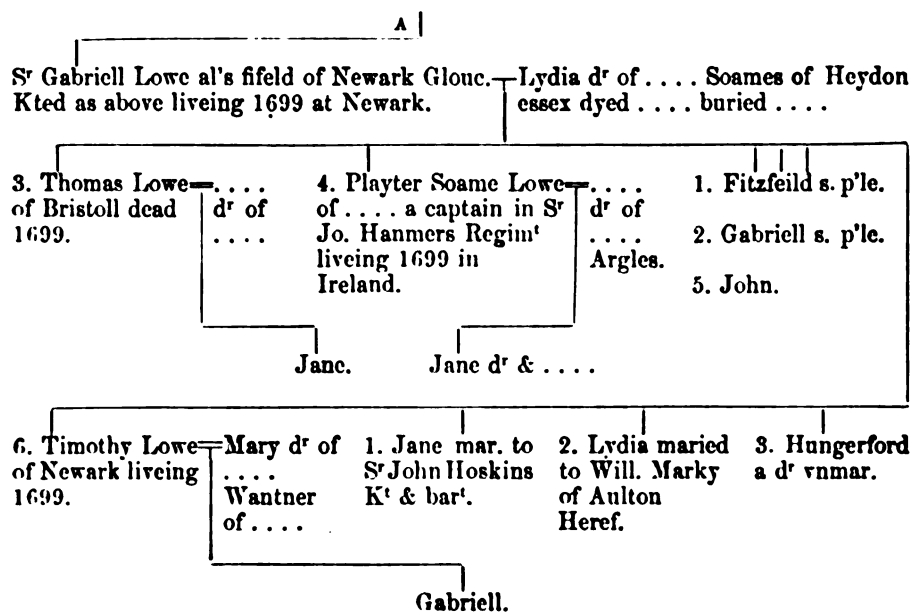 A
Sʳ Gabriell Lowe al's fifeld of Newark Glouc.
Kted as above liveing 1699 at Newark.
Lydia dʳ of . . . . Soames of Heydon
essex dyed . . . . buried . . . .
3. Thomas Lowe
of Bristoll dead
1699.
. . . .
dʳ of
. . . .
4. Playter Soame Lowe
of . . . . a captain in Sʳ
Jo. Hanmers Regimᵗ
liveing 1699 in
Ireland.
. . . .
dʳ of
. . . .
Argles.
1. Fitzfeild s. p'le.
2. Gabriell s. p'le.
5. John.
Jane.
Jane dʳ & . . . .
6. Timothy Lowe
of Newark liveing
1699.
Mary dʳ of
. . . .
Wantner
of . . . .
1. Jane mar. to
Sʳ John Hoskins
Kᵗ & barᵗ.
2. Lydia maried
to Will. Marky
of Aulton
Heref.
3. Hungerford
a dʳ vnmar.
Gabriell.